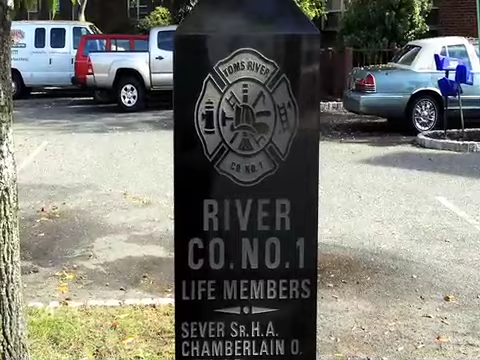 TOMS RIVER
CO. NO. 1
RIVER
CO. NO. 1
LIFE MEMBERS
SEVER SR. H.A.
CHAMBERLAIN O.